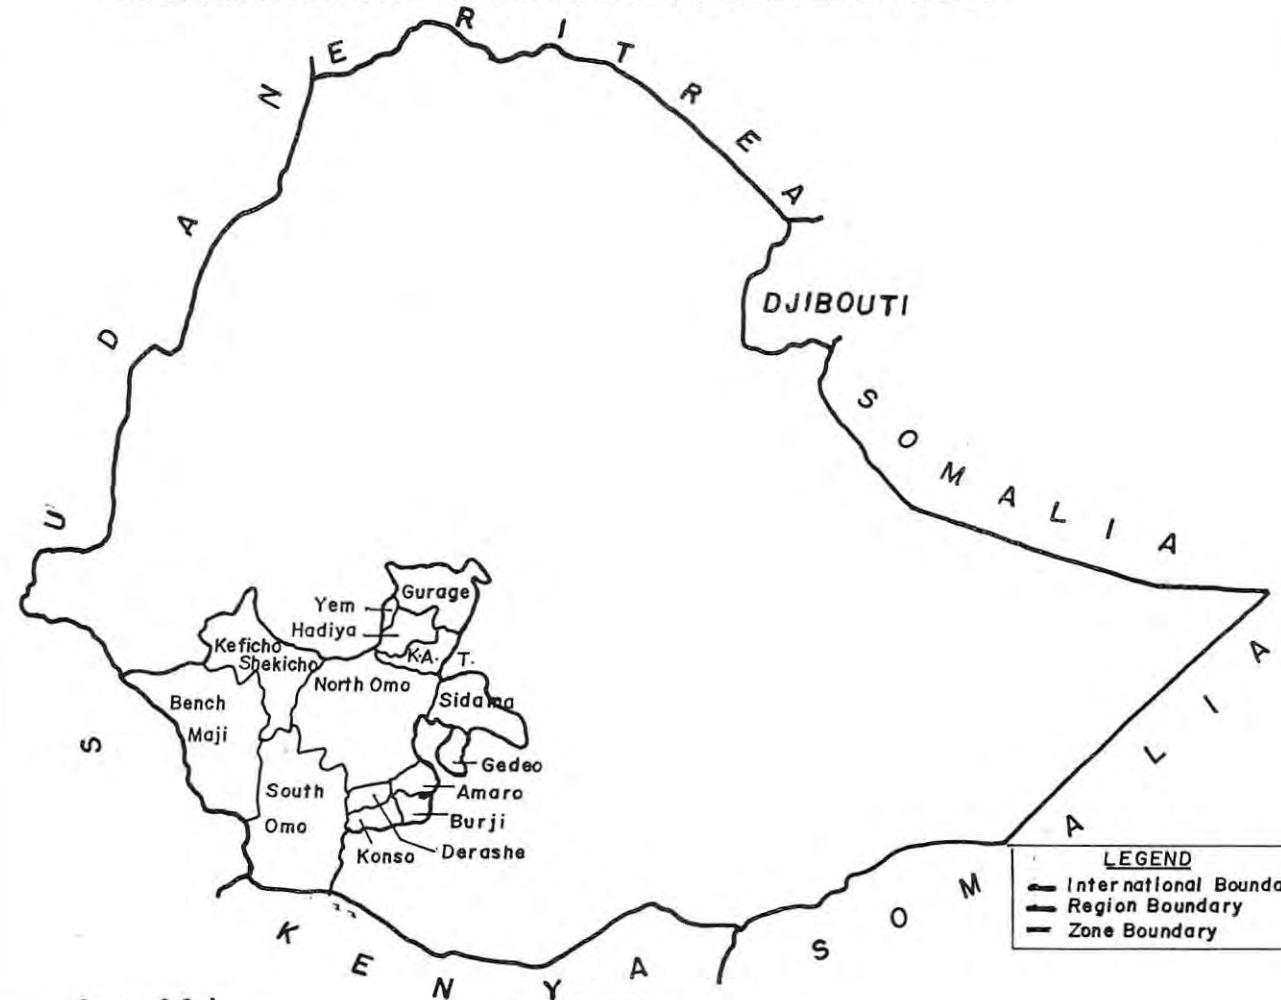 ERITREA
SUDAN
DJIBOUTI
SOMALIA
Gurage
Yem
Hadiya
Keficho
Shekicho
K.A. T.
North Omo
Sidama
Bench
Maji
Gedeo
South
Omo
Amaro
Burji
Derashe
Konso
SOMALIA
KENYA
LEGEND
International Bounda
Region Boundary
Zone Boundary